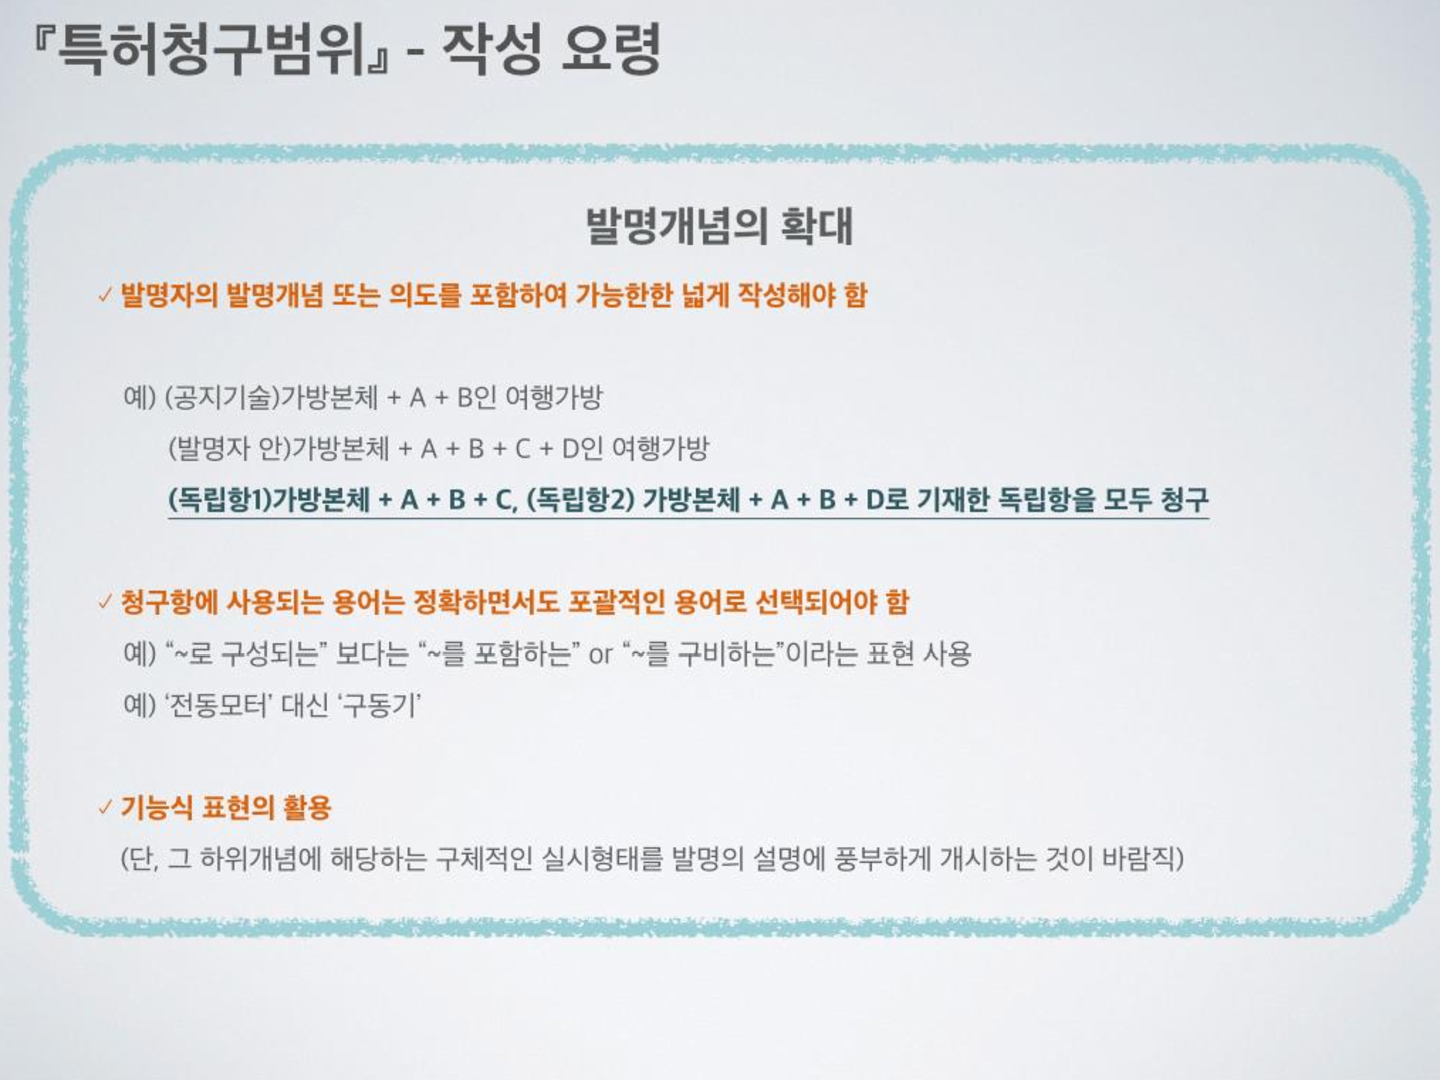 『특허청구범위』 - 작성 요령
발명개념의 확대
✓ 발명자의 발명개념 또는 의도를 포함하여 가능한한 넓게 작성해야 함
예) (공지기술)가방본체 + A + B인 여행가방
(발명자 안)가방본체 + A + B + C + D인 여행가방
(독립항1)가방본체 + A + B + C, (독립항2) 가방본체 + A + B + D로 기재한 독립항을 모두 청구
✓ 청구항에 사용되는 용어는 정확하면서도 포괄적인 용어로 선택되어야 함
예) “~로 구성되는” 보다는 “~를 포함하는” or “~를 구비하는”이라는 표현 사용
예) ‘전동모터’ 대신 ‘구동기’
✓ 기능식 표현의 활용
(단, 그 하위개념에 해당하는 구체적인 실시형태를 발명의 설명에 풍부하게 개시하는 것이 바람직)